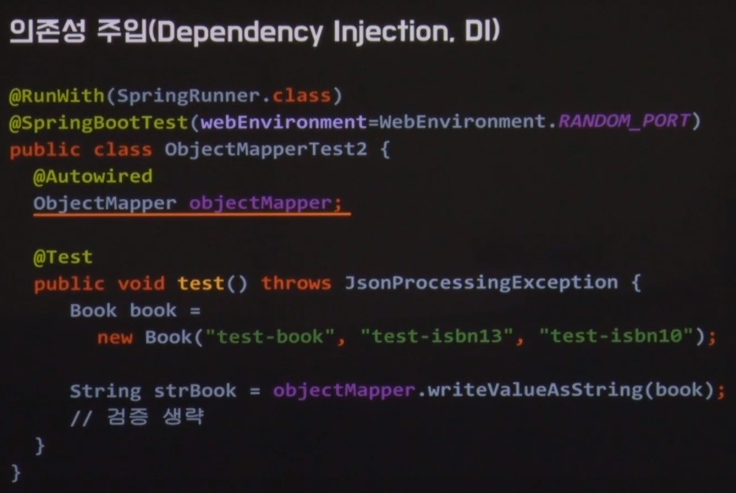 의존성 주입(Dependency Injection, DI)
@RunWith(SpringRunner.class)
@SpringBootTest(webEnvironment=WebEnvironment.RANDOM_PORT)
public class ObjectMapperTest2 {
@Autowired
ObjectMapper objectMapper;
@Test
public void test() throws JsonProcessingException {
Book book =
new Book("test-book", "test-isbn13", "test-isbn10");
String strBook = objectMapper.writeValueAsString(book);
// 검증 생략
}
}